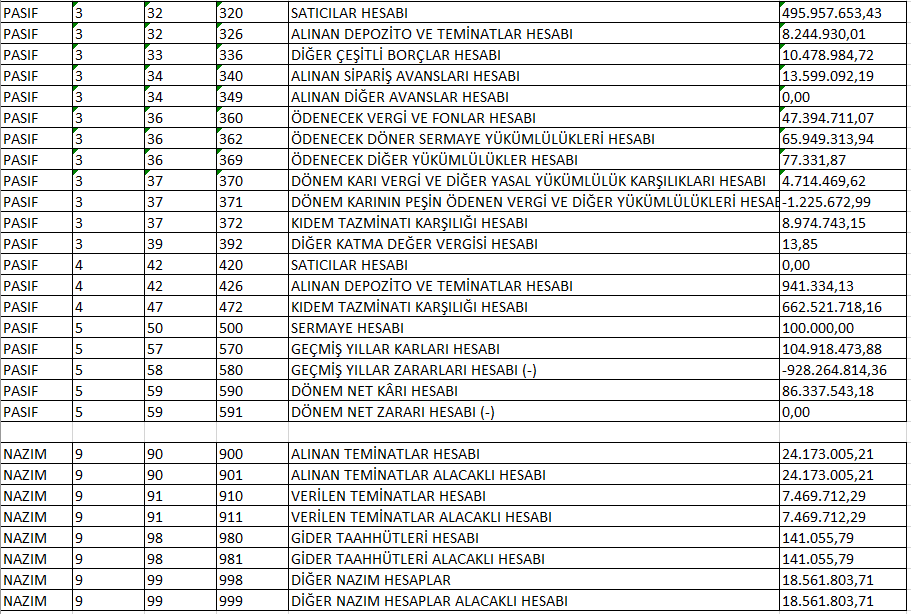 PASIF 3 32 320 SATICILAR HESABI 495.957.653,43
PASIF 3 32 326 ALINAN DEPOZİTO VE TEMİNATLAR HESABI 8.244.930,01
PASIF 3 33 336 DİĞER ÇEŞİTLİ BORÇLAR HESABI 10.478.984,72
PASIF 3 34 340 ALINAN SİPARİŞ AVANSLARI HESABI 13.599.092,19
PASIF 3 34 349 ALINAN DİĞER AVANSLAR HESABI 0,00
PASIF 3 36 360 ÖDENECEK VERGİ VE FONLAR HESABI 47.394.711,07
PASIF 3 36 362 ÖDENECEK DÖNER SERMAYE YÜKÜMLÜLÜKLERİ HESABI 65.949.313,94
PASIF 3 36 369 ÖDENECEK DİĞER YÜKÜMLÜLÜKLER HESABI 77.331,87
PASIF 3 37 370 DÖNEM KARI VERGİ VE DİĞER YASAL YÜKÜMLÜLÜK KARŞILIKLARI HESABI 4.714.469,62
PASIF 3 37 371 DÖNEM KARININ PEŞİN ÖDENEN VERGİ VE DİĞER YÜKÜMLÜLÜKLERİ HESAB -1.225.672,99
PASIF 3 37 372 KIDEM TAZMİNATI KARŞILIĞI HESABI 8.974.743,15
PASIF 3 39 392 DİĞER KATMA DEĞER VERGİSİ HESABI 13,85
PASIF 4 42 420 SATICILAR HESABI 0,00
PASIF 4 42 426 ALINAN DEPOZİTO VE TEMİNATLAR HESABI 941.334,13
PASIF 4 47 472 KIDEM TAZMİNATI KARŞILIĞI HESABI 662.521.718,16
PASIF 5 50 500 SERMAYE HESABI 100.000,00
PASIF 5 57 570 GEÇMİŞ YILLAR KARLARI HESABI 104.918.473,88
PASIF 5 58 580 GEÇMİŞ YILLAR ZARARLARI HESABI (-) -928.264.814,36
PASIF 5 59 590 DÖNEM NET KÂRI HESABI 86.337.543,18
PASIF 5 59 591 DÖNEM NET ZARARI HESABI (-) 0,00
NAZIM 9 90 900 ALINAN TEMİNATLAR HESABI 24.173.005,21
NAZIM 9 90 901 ALINAN TEMİNATLAR ALACAKLI HESABI 24.173.005,21
NAZIM 9 91 910 VERİLEN TEMİNATLAR HESABI 7.469.712,29
NAZIM 9 91 911 VERİLEN TEMİNATLAR ALACAKLI HESABI 7.469.712,29
NAZIM 9 98 980 GİDER TAAHHÜTLERİ HESABI 141.055,79
NAZIM 9 98 981 GİDER TAAHHÜTLERİ ALACAKLI HESABI 141.055,79
NAZIM 9 99 998 DİĞER NAZIM HESAPLAR 18.561.803,71
NAZIM 9 99 999 DİĞER NAZIM HESAPLAR ALACAKLI HESABI 18.561.803,71